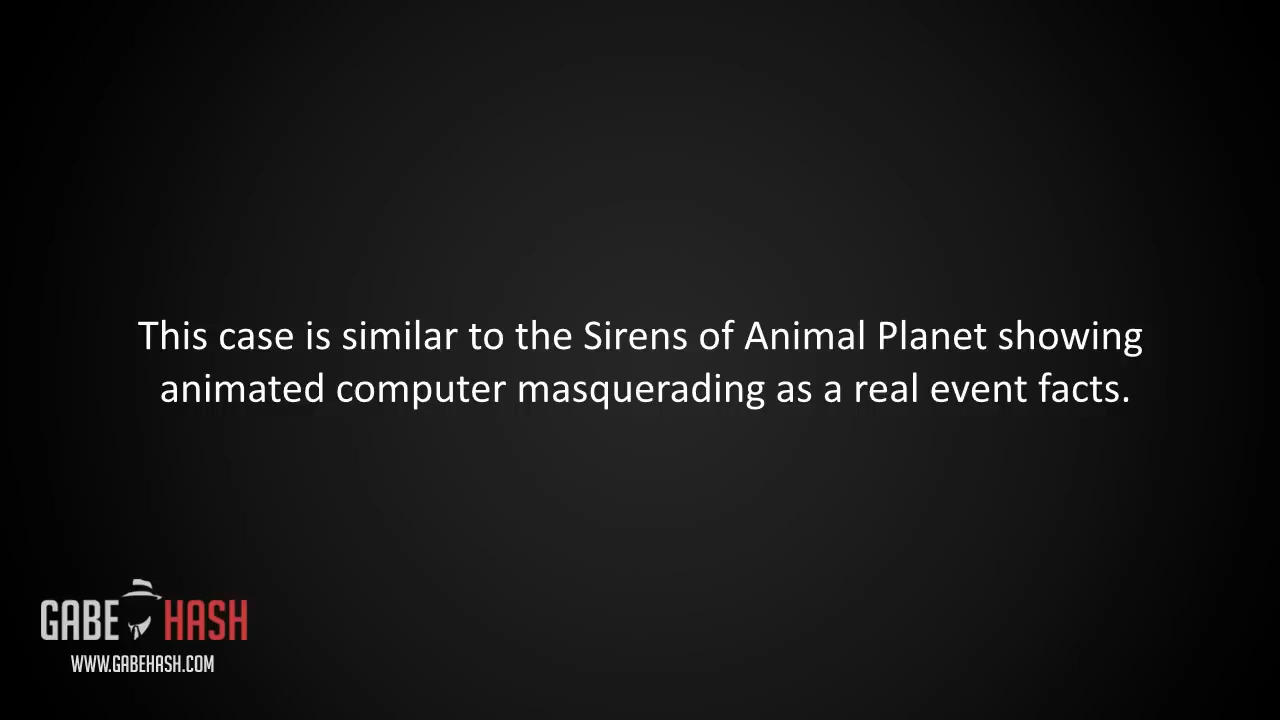 This case is similar to the Sirens of Animal Planet showing
animated computer masquerading as a real event facts.
GABE HASH
WWW.GABEHASH.COM